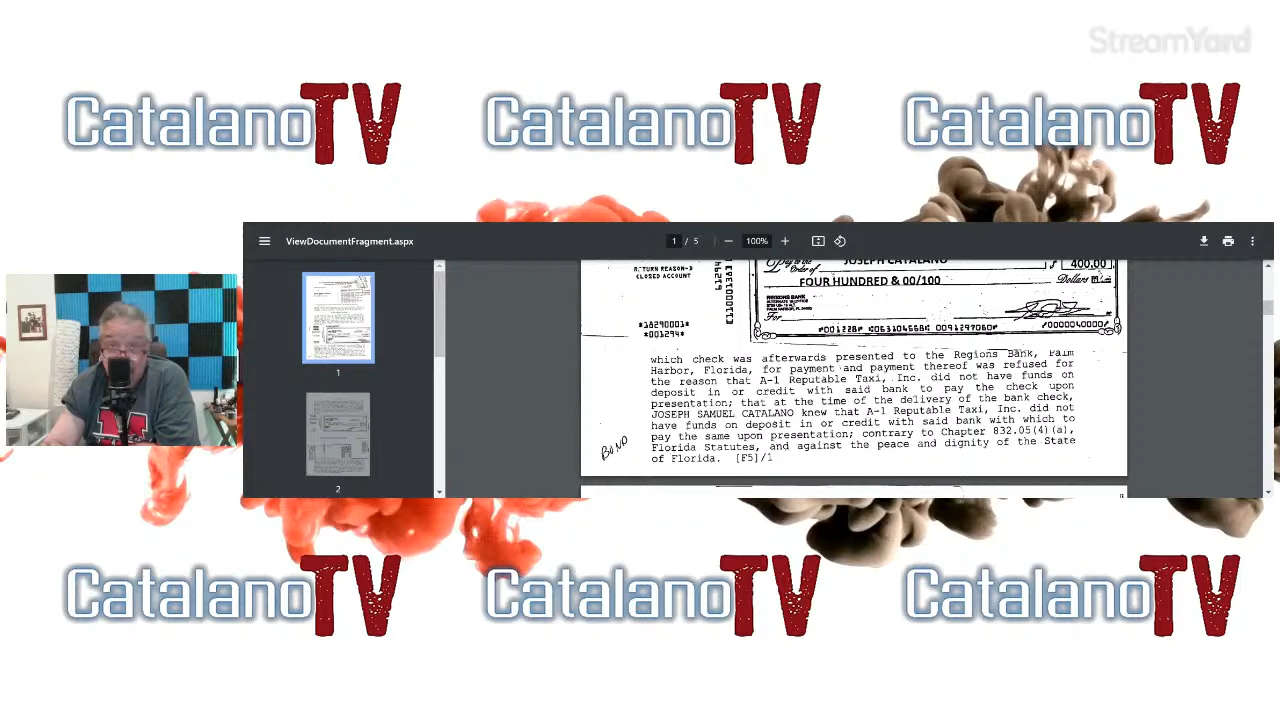 StreamYard
CatalanoTV CatalanoTV CatalanoTV
ViewDocumentFragment.aspx
1 / 5
100%
RETURN REASON-D
CLOSED ACCOUNT
Order of
JOSEPH CATALANO
$ 400.00
FOUR HUNDRED & 00/100
Dollars
REGIONS BANK
For
*18290001*
*001294*
which check was afterwards presented to the Regions Bank, Palm
Harbor, Florida, for payment and payment thereof was refused for
the reason that A-1 Reputable Taxi, Inc. did not have funds on
deposit in or credit with said bank to pay the check upon
presentation; that at the time of the delivery of the bank check,
JOSEPH SAMUEL CATALANO knew that A-1 Reputable Taxi, Inc. did not
have funds on deposit in or credit with said bank with which to
pay the same upon presentation; contrary to Chapter 832.05(4)(a),
Florida Statutes, and against the peace and dignity of the State
of Florida. [F5]/1
BOND
1
2
CatalanoTV CatalanoTV CatalanoTV